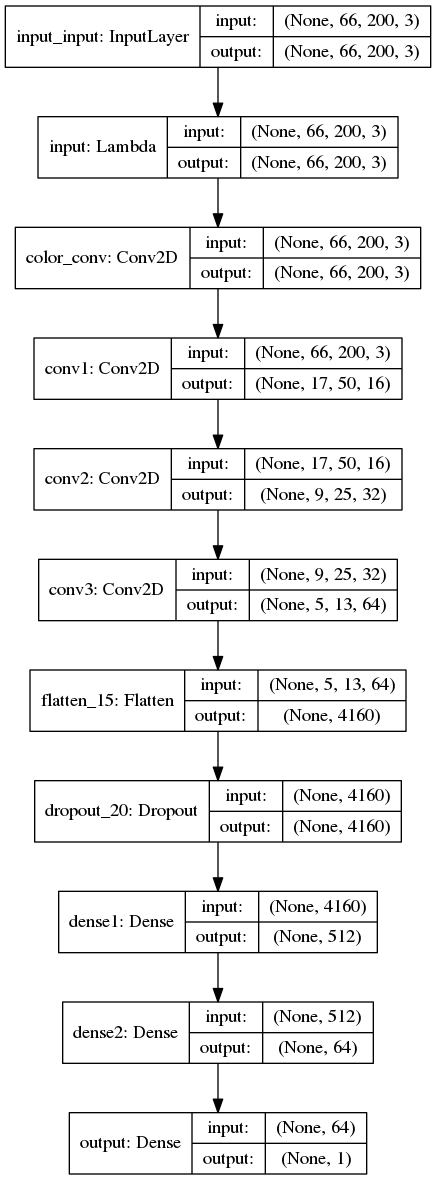 input_input: InputLayer
input: (None, 66, 200, 3)
output: (None, 66, 200, 3)
input: Lambda
input: (None, 66, 200, 3)
output: (None, 66, 200, 3)
color_conv: Conv2D
input: (None, 66, 200, 3)
output: (None, 66, 200, 3)
conv1: Conv2D
input: (None, 66, 200, 3)
output: (None, 17, 50, 16)
conv2: Conv2D
input: (None, 17, 50, 16)
output: (None, 9, 25, 32)
conv3: Conv2D
input: (None, 9, 25, 32)
output: (None, 5, 13, 64)
flatten_15: Flatten
input: (None, 5, 13, 64)
output: (None, 4160)
dropout_20: Dropout
input: (None, 4160)
output: (None, 4160)
dense1: Dense
input: (None, 4160)
output: (None, 512)
dense2: Dense
input: (None, 512)
output: (None, 64)
output: Dense
input: (None, 64)
output: (None, 1)